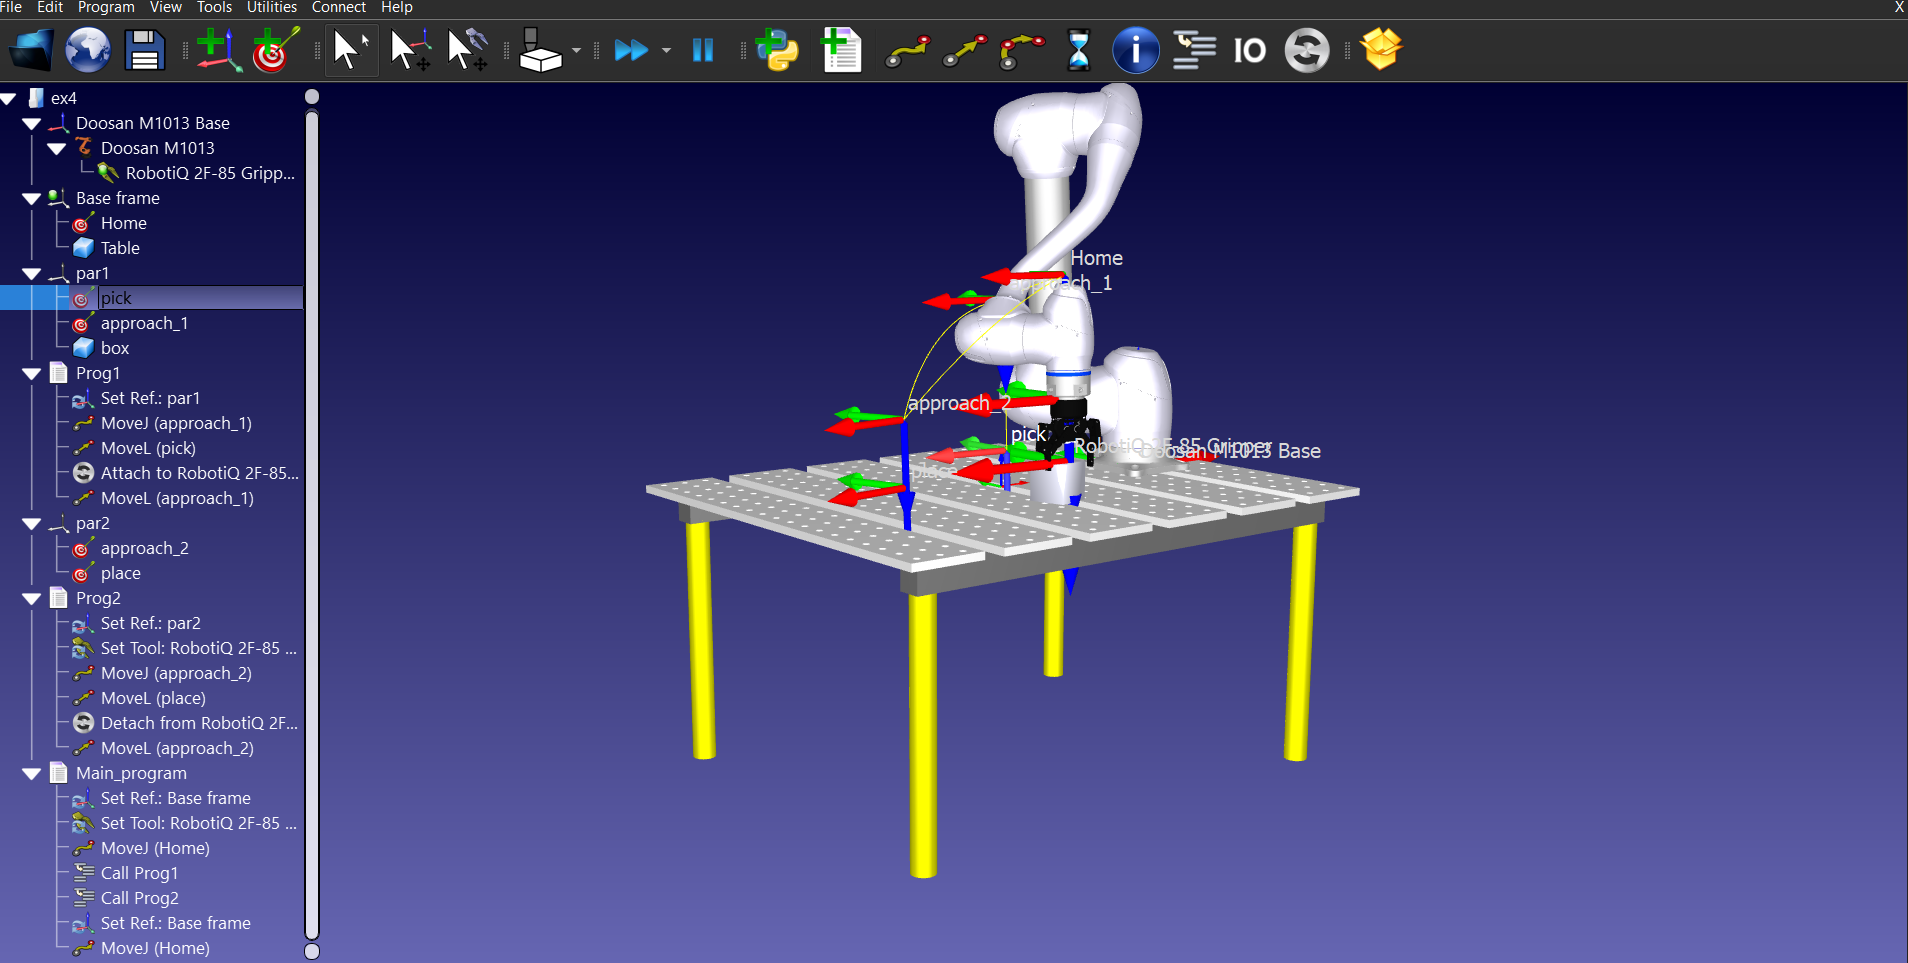 File Edit Program View Tools Utilities Connect Help X
IO
ex4
Doosan M1013 Base
Doosan M1013
RobotiQ 2F-85 Gripp...
Base frame
Home
Table
par1
pick
approach_1
box
Prog1
Set Ref.: par1
MoveJ (approach_1)
MoveL (pick)
Attach to RobotiQ 2F-85...
MoveL (approach_1)
par2
approach_2
place
Prog2
Set Ref.: par2
Set Tool: RobotiQ 2F-85 ...
MoveJ (approach_2)
MoveL (place)
Detach from RobotiQ 2F...
MoveL (approach_2)
Main_program
Set Ref.: Base frame
Set Tool: RobotiQ 2F-85 ...
MoveJ (Home)
Call Prog1
Call Prog2
Set Ref.: Base frame
MoveJ (Home)
Home
approach_1
approach_2
pick
RobotiQ 2F-85 Gripper
Doosan M1013 Base
place